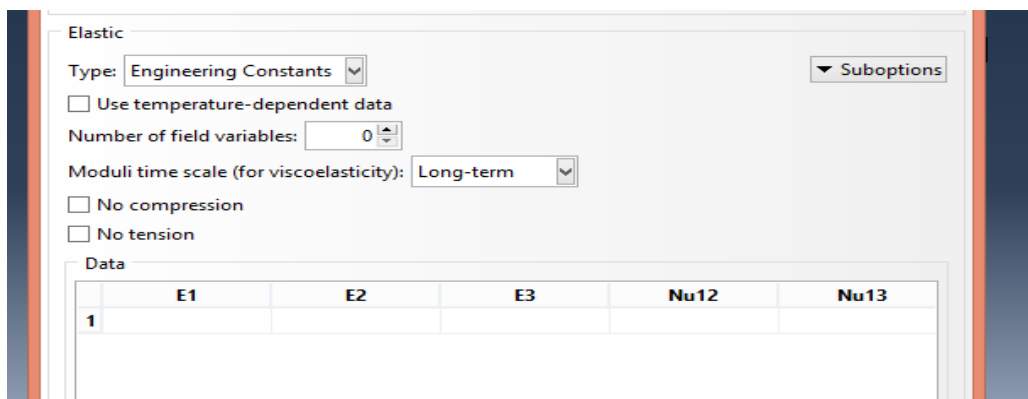 Elastic
Type: Engineering Constants
Suboptions
Use temperature-dependent data
Number of field variables: 0
Moduli time scale (for viscoelasticity): Long-term
No compression
No tension
Data
E1 E2 E3 Nu12 Nu13
1